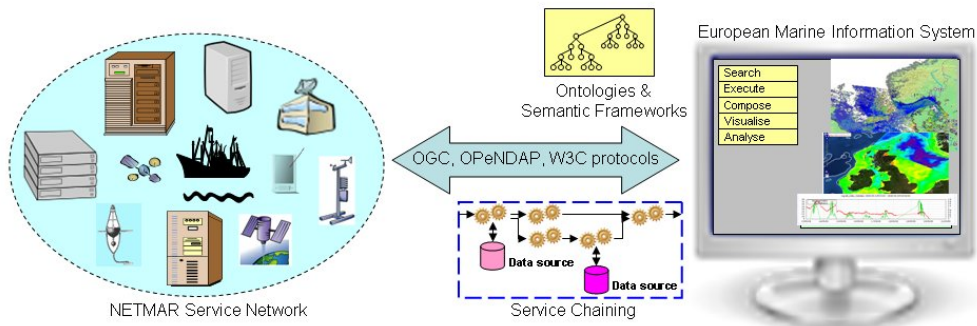 European Marine Information System
Search
Execute
Compose
Visualise
Analyse
Ontologies &
Semantic Frameworks
OGC, OPeNDAP, W3C protocols
Data source
Data source
NETMAR Service Network
Service Chaining